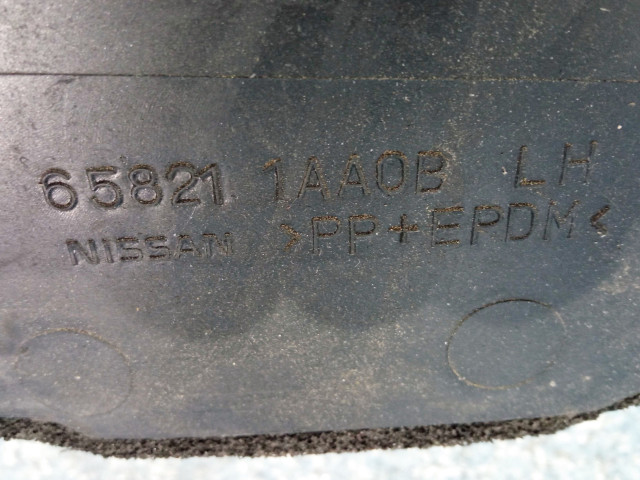 65821 1AA0B LH
NISSAN >PP+EPDM<